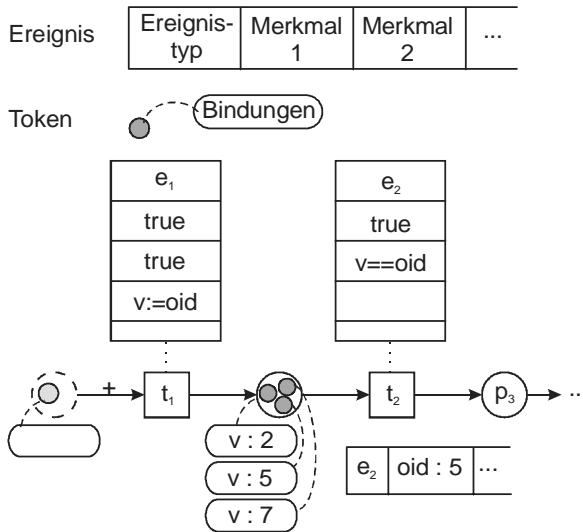 Ereignis
Ereignis-
typ
Merkmal
1
Merkmal
2
...
Token
Bindungen
e₁
true
true
v:=oid
e₂
true
v==oid
+
t₁
t₂
p₃
..
v : 2
v : 5
v : 7
e₂
oid : 5
...